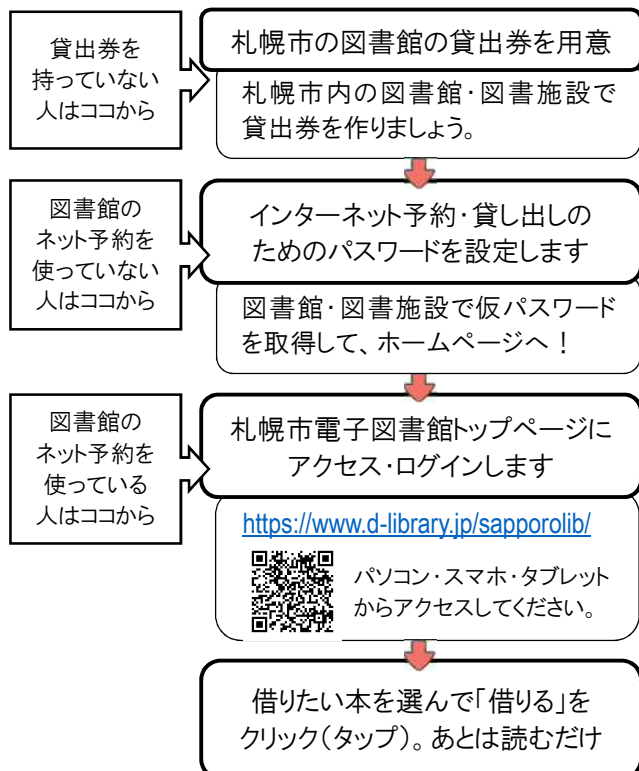 貸出券を
持っていない
人はココから
札幌市の図書館の貸出券を用意
札幌市内の図書館・図書施設で
貸出券を作りましょう。
図書館の
ネット予約を
使っていない
人はココから
インターネット予約・貸し出しの
ためのパスワードを設定します
図書館・図書施設で仮パスワード
を取得して、ホームページへ！
図書館の
ネット予約を
使っている
人はココから
札幌市電子図書館トップページに
アクセス・ログインします
https://www.d-library.jp/sapporolib/
パソコン・スマホ・タブレット
からアクセスしてください。
借りたい本を選んで「借りる」を
クリック(タップ)。あとは読むだけ